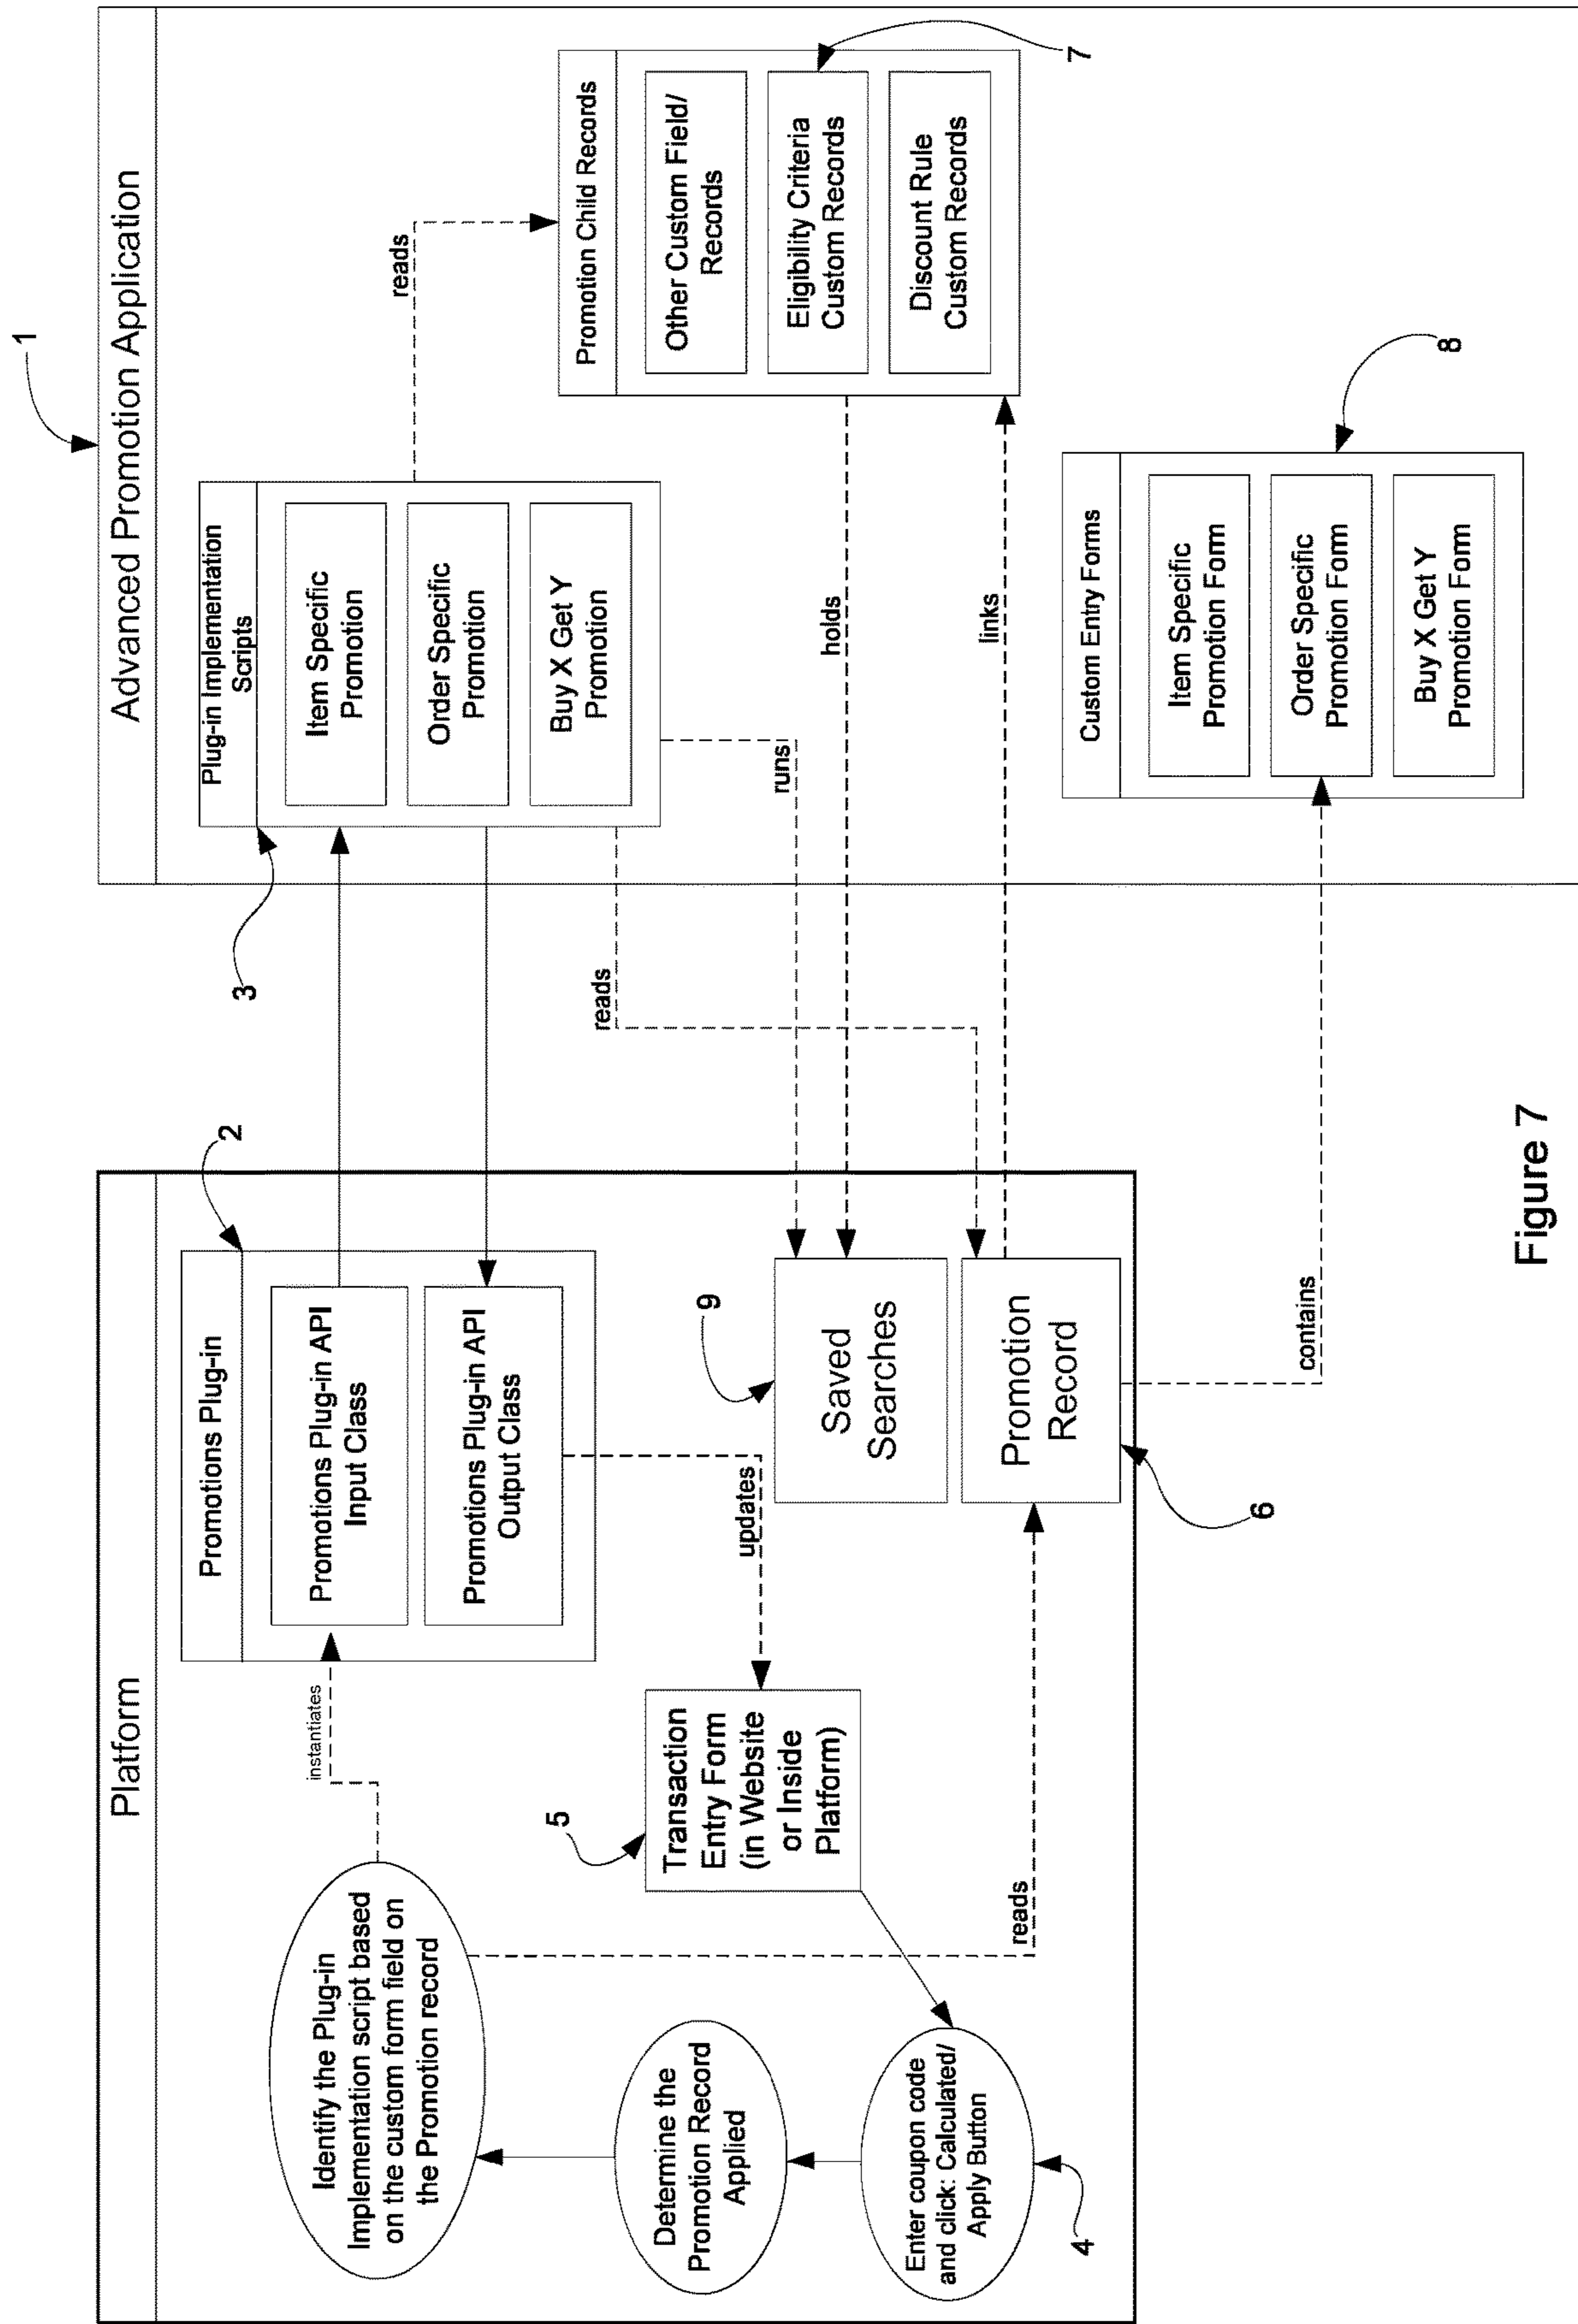 Platform
Identify the Plug-in
Implementation script based
on the custom form field on
the Promotion record
Determine the
Promotion Record
Applied
Enter coupon code
and click: Calculated/
Apply Button
4
instantiates
5
Transaction
Entry Form
(in Website
or Inside
Platform)
reads
Promotions Plug-in
2
Promotions Plug-in API
Input Class
Promotions Plug-in API
Output Class
updates
9
Saved
Searches
Promotion
Record
6
contains
reads
1
Advanced Promotion Application
3
Plug-in Implementation
Scripts
Item Specific
Promotion
Order Specific
Promotion
Buy X Get Y
Promotion
runs
reads
holds
links
Promotion Child Records
Other Custom Field/
Records
Eligibility Criteria
Custom Records
Discount Rule
Custom Records
7
Custom Entry Forms
Item Specific
Promotion Form
Order Specific
Promotion Form
Buy X Get Y
Promotion Form
8
Figure 7